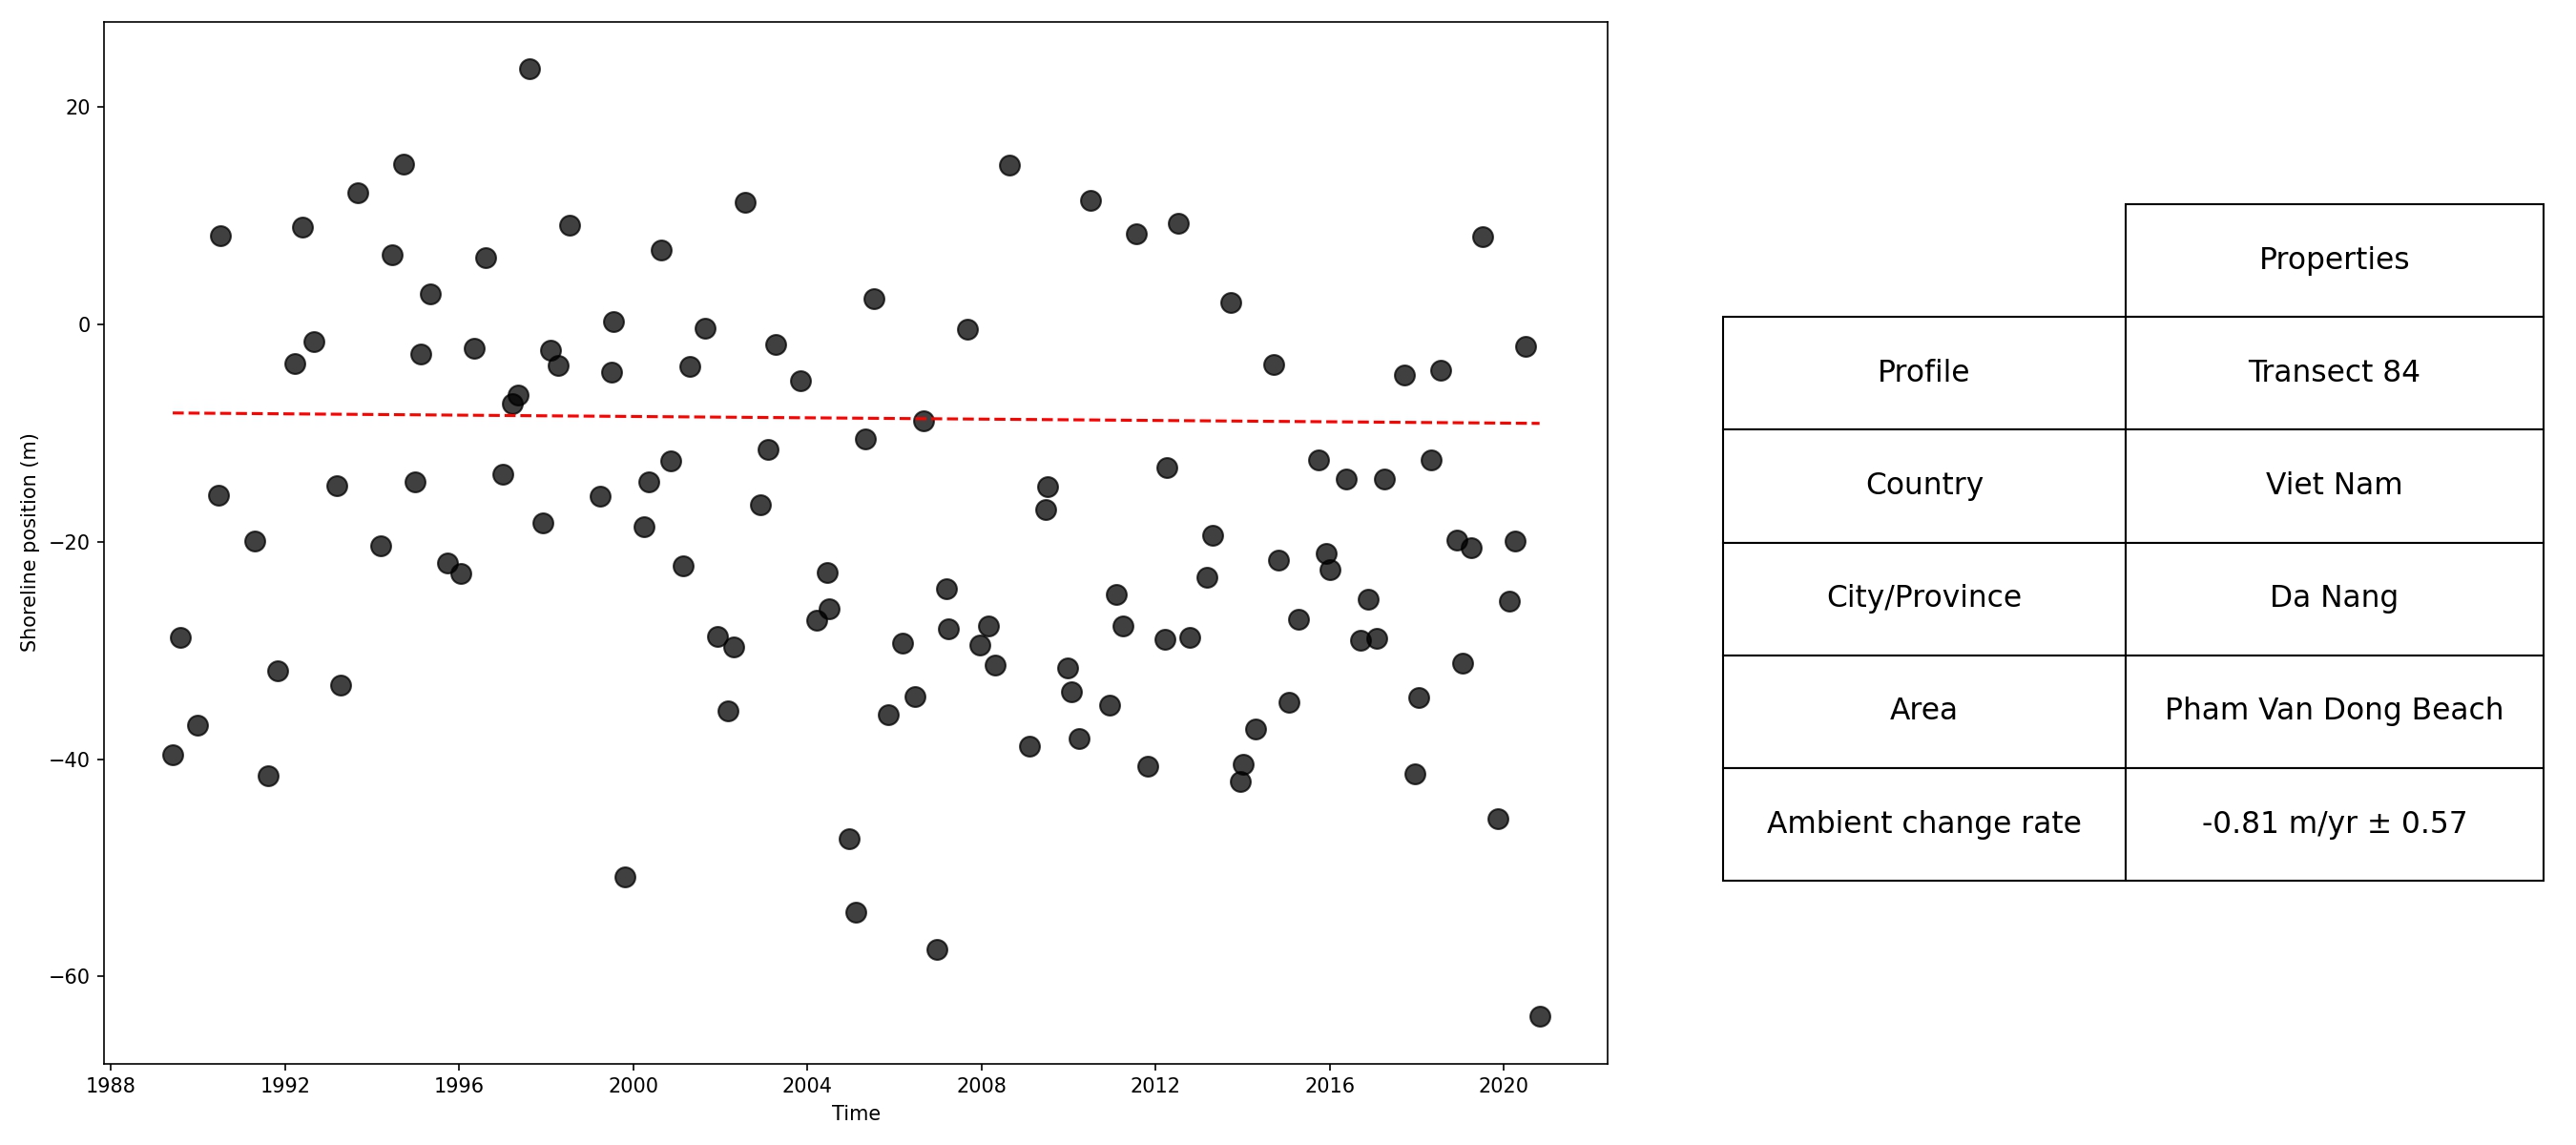 20
0
−20
−40
−60
Shoreline position (m)
1988 1992 1996 2000 2004 2008 2012 2016 2020
Time
Properties
Profile Transect 84
Country Viet Nam
City/Province Da Nang
Area Pham Van Dong Beach
Ambient change rate -0.81 m/yr ± 0.57